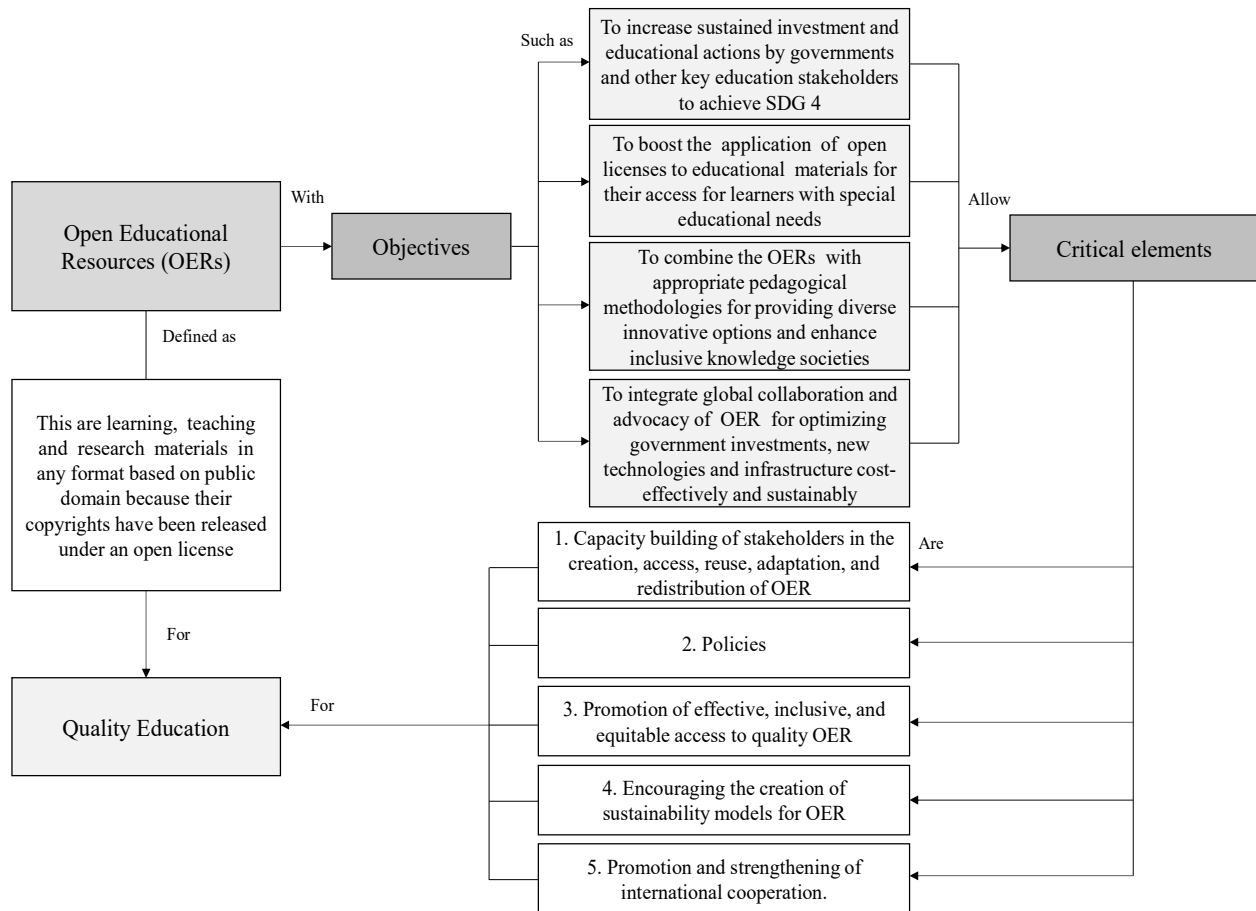 Such as
To increase sustained investment and
educational actions by governments
and other key education stakeholders
to achieve SDG 4
To boost the application of open
licenses to educational materials for
their access for learners with special
educational needs
With
Allow
Open Educational
Resources (OERs)
Objectives
Critical elements
To combine the OERs with
appropriate pedagogical
methodologies for providing diverse
innovative options and enhance
inclusive knowledge societies
Defined as
To integrate global collaboration and
advocacy of OER for optimizing
government investments, new
technologies and infrastructure cost-
effectively and sustainably
This are learning, teaching
and research materials in
any format based on public
domain because their
copyrights have been released
under an open license
1. Capacity building of stakeholders in the
creation, access, reuse, adaptation, and
redistribution of OER
Are
For
2. Policies
Quality Education
For
3. Promotion of effective, inclusive, and
equitable access to quality OER
4. Encouraging the creation of
sustainability models for OER
5. Promotion and strengthening of
international cooperation.